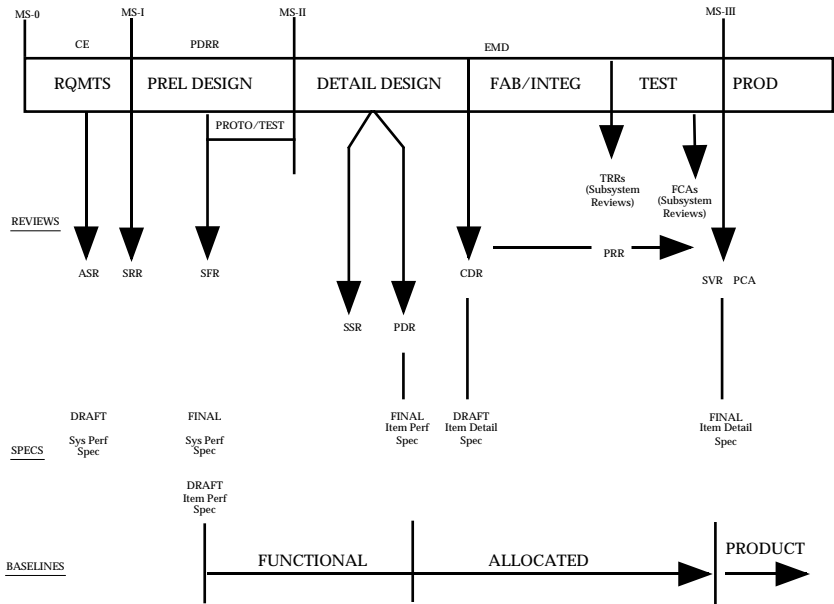 MS-0
MS-I
MS-II
MS-III
CE
PDRR
EMD
RQMTS
PREL DESIGN
DETAIL DESIGN
FAB/INTEG
TEST
PROD
PROTO/TEST
TRRs
(Subsystem
Reviews)
FCAs
(Subsystem
Reviews)
REVIEWS
ASR
SRR
SFR
CDR
PRR
SVR PCA
SSR
PDR
DRAFT
Sys Perf
Spec
FINAL
Sys Perf
Spec
FINAL
Item Perf
Spec
DRAFT
Item Detail
Spec
FINAL
Item Detail
Spec
SPECS
DRAFT
Item Perf
Spec
BASELINES
FUNCTIONAL
ALLOCATED
PRODUCT